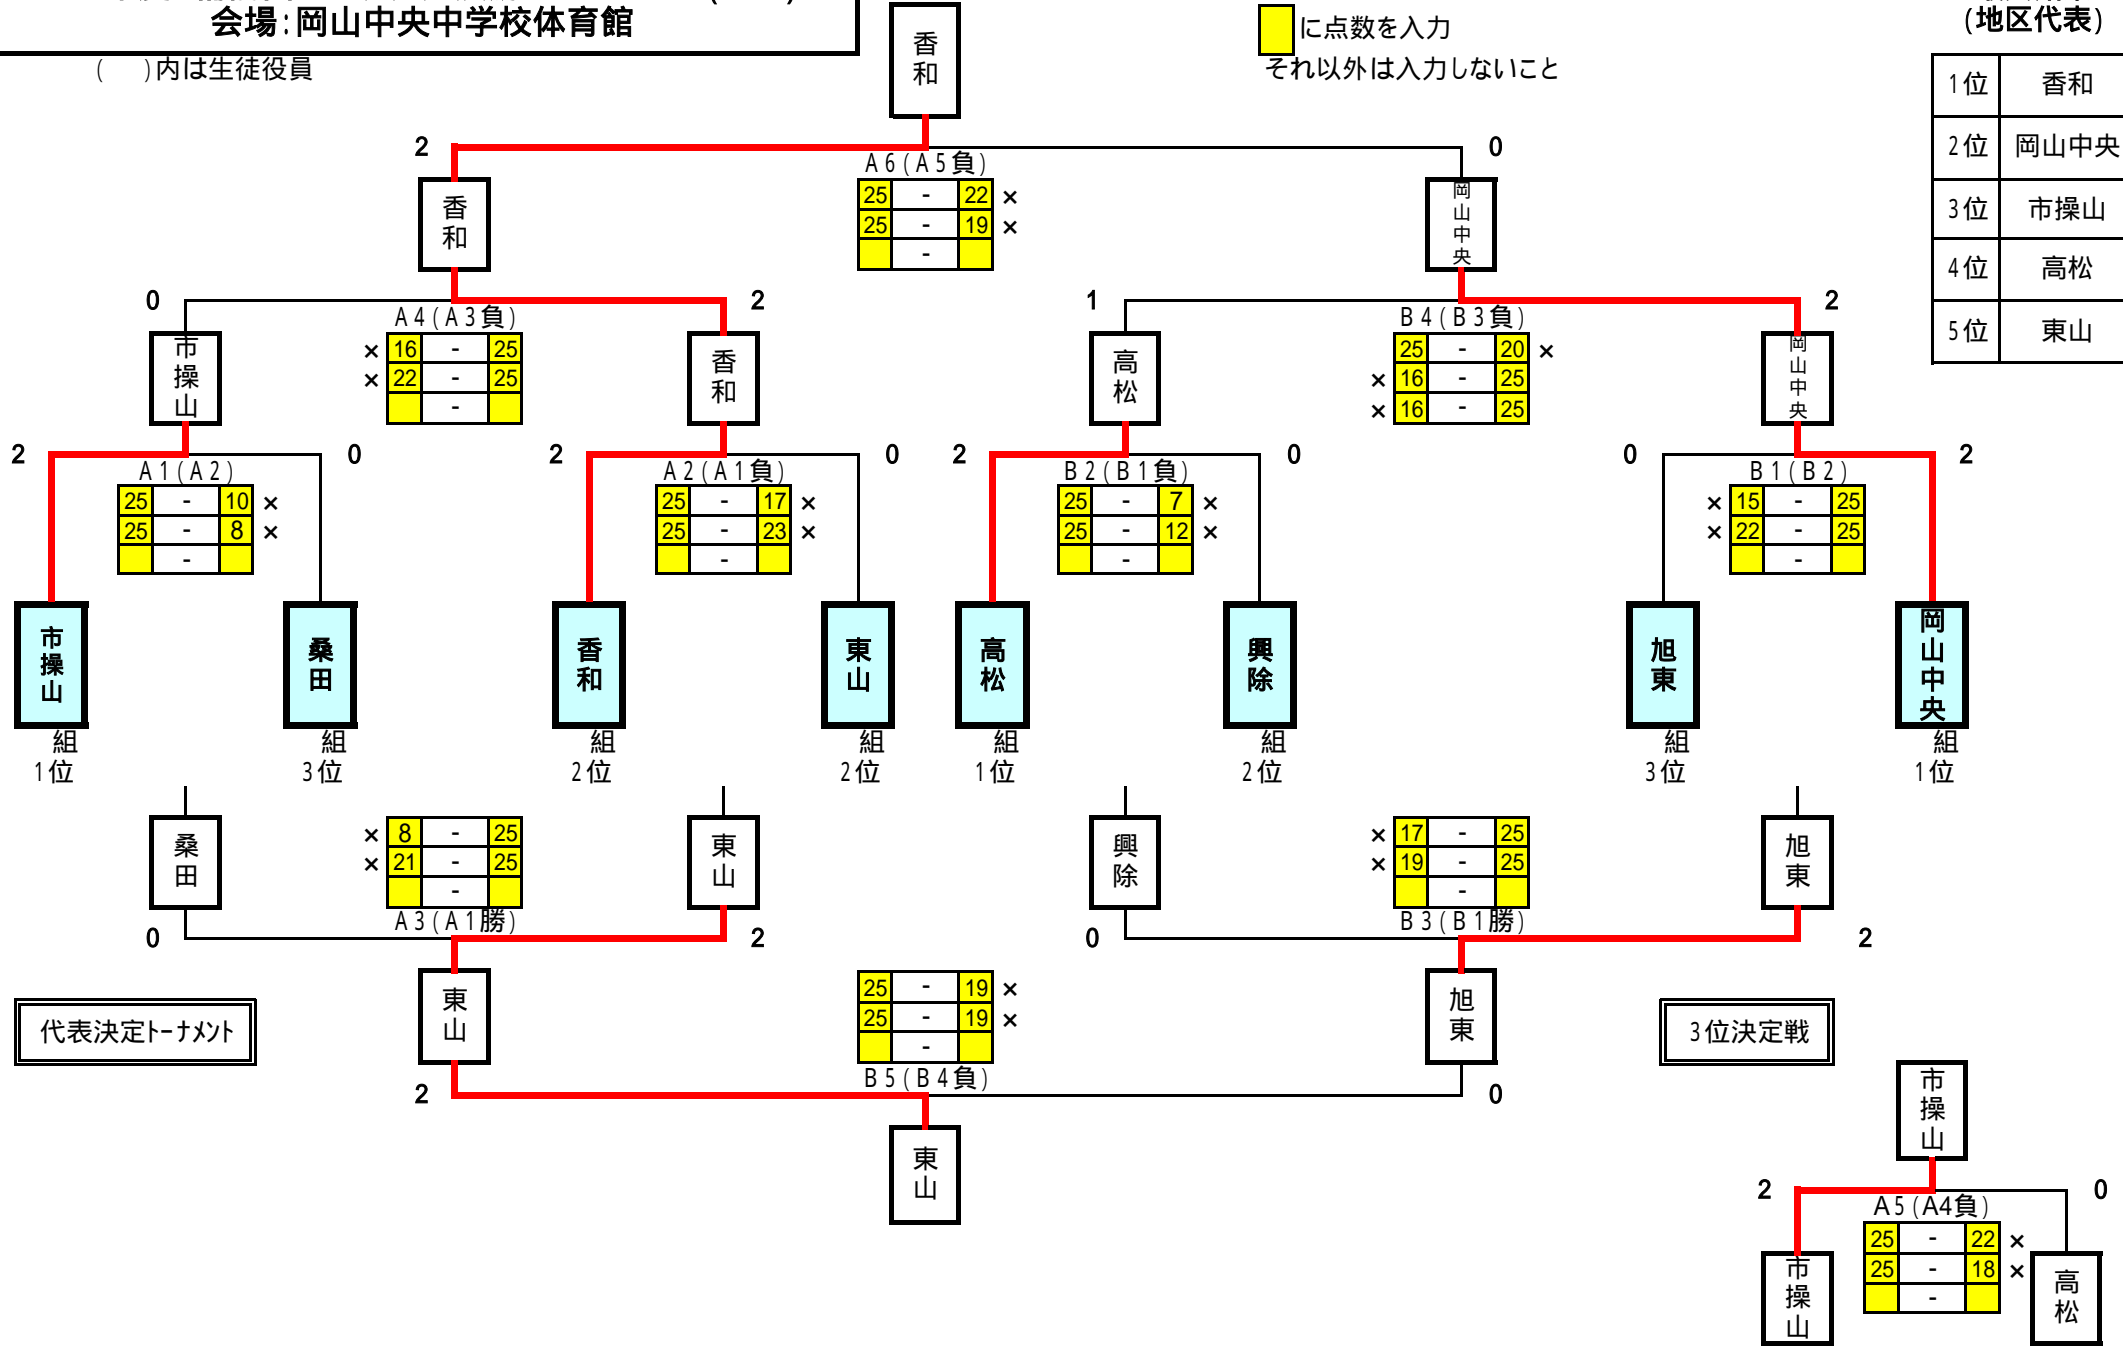 会場:岡山中央中学校体育館
(　)内は生徒役員
に点数を入力
それ以外は入力しないこと
(地区代表)
1位 香和
2位 岡山中央
3位 市操山
4位 高松
5位 東山
香和
2 0
A6(A5負)
25 - 22 ×
25 - 19 ×
-
香和
岡山中央
0 2
A4(A3負)
× 16 - 25
× 22 - 25
-
1 2
B4(B3負)
25 - 20 ×
× 16 - 25
× 16 - 25
市操山
香和
高松
岡山中央
2 0
A1(A2)
25 - 10 ×
25 - 8 ×
-
2 0
A2(A1負)
25 - 17 ×
25 - 23 ×
-
2 0
B2(B1負)
25 - 7 ×
25 - 12 ×
-
0 2
B1(B2)
× 15 - 25
× 22 - 25
-
市操山
桑田
香和
東山
高松
興除
旭東
岡山中央
組 組 組 組 組 組 組 組
1位 3位 2位 2位 1位 2位 3位 1位
桑田
× 8 - 25
× 21 - 25
-
東山
A3(A1勝)
0 2
興除
× 17 - 25
× 19 - 25
-
旭東
B3(B1勝)
0 2
代表決定トーナメント
東山
25 - 19 ×
25 - 19 ×
-
旭東
B5(B4負)
2 0
東山
3位決定戦
市操山
2 0
A5(A4負)
25 - 22 ×
25 - 18 ×
-
市操山
高松